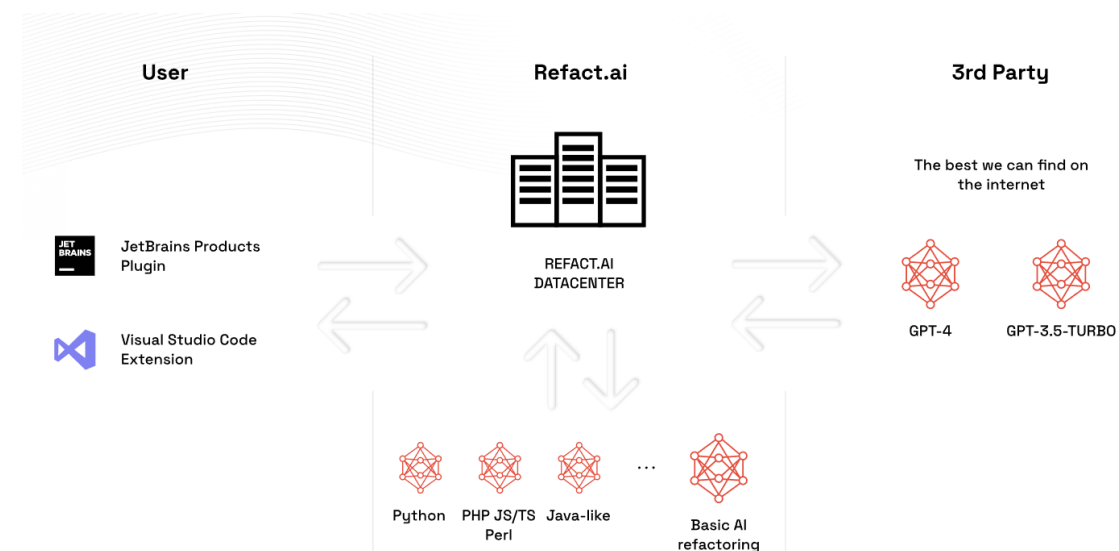 User
Refact.ai
3rd Party
The best we can find on
the internet
JET
BRAINS
JetBrains Products
Plugin
REFACT.AI
DATACENTER
GPT-4
GPT-3.5-TURBO
Visual Studio Code
Extension
Python
PHP JS/TS
Perl
Java-like
...
Basic AI
refactoring